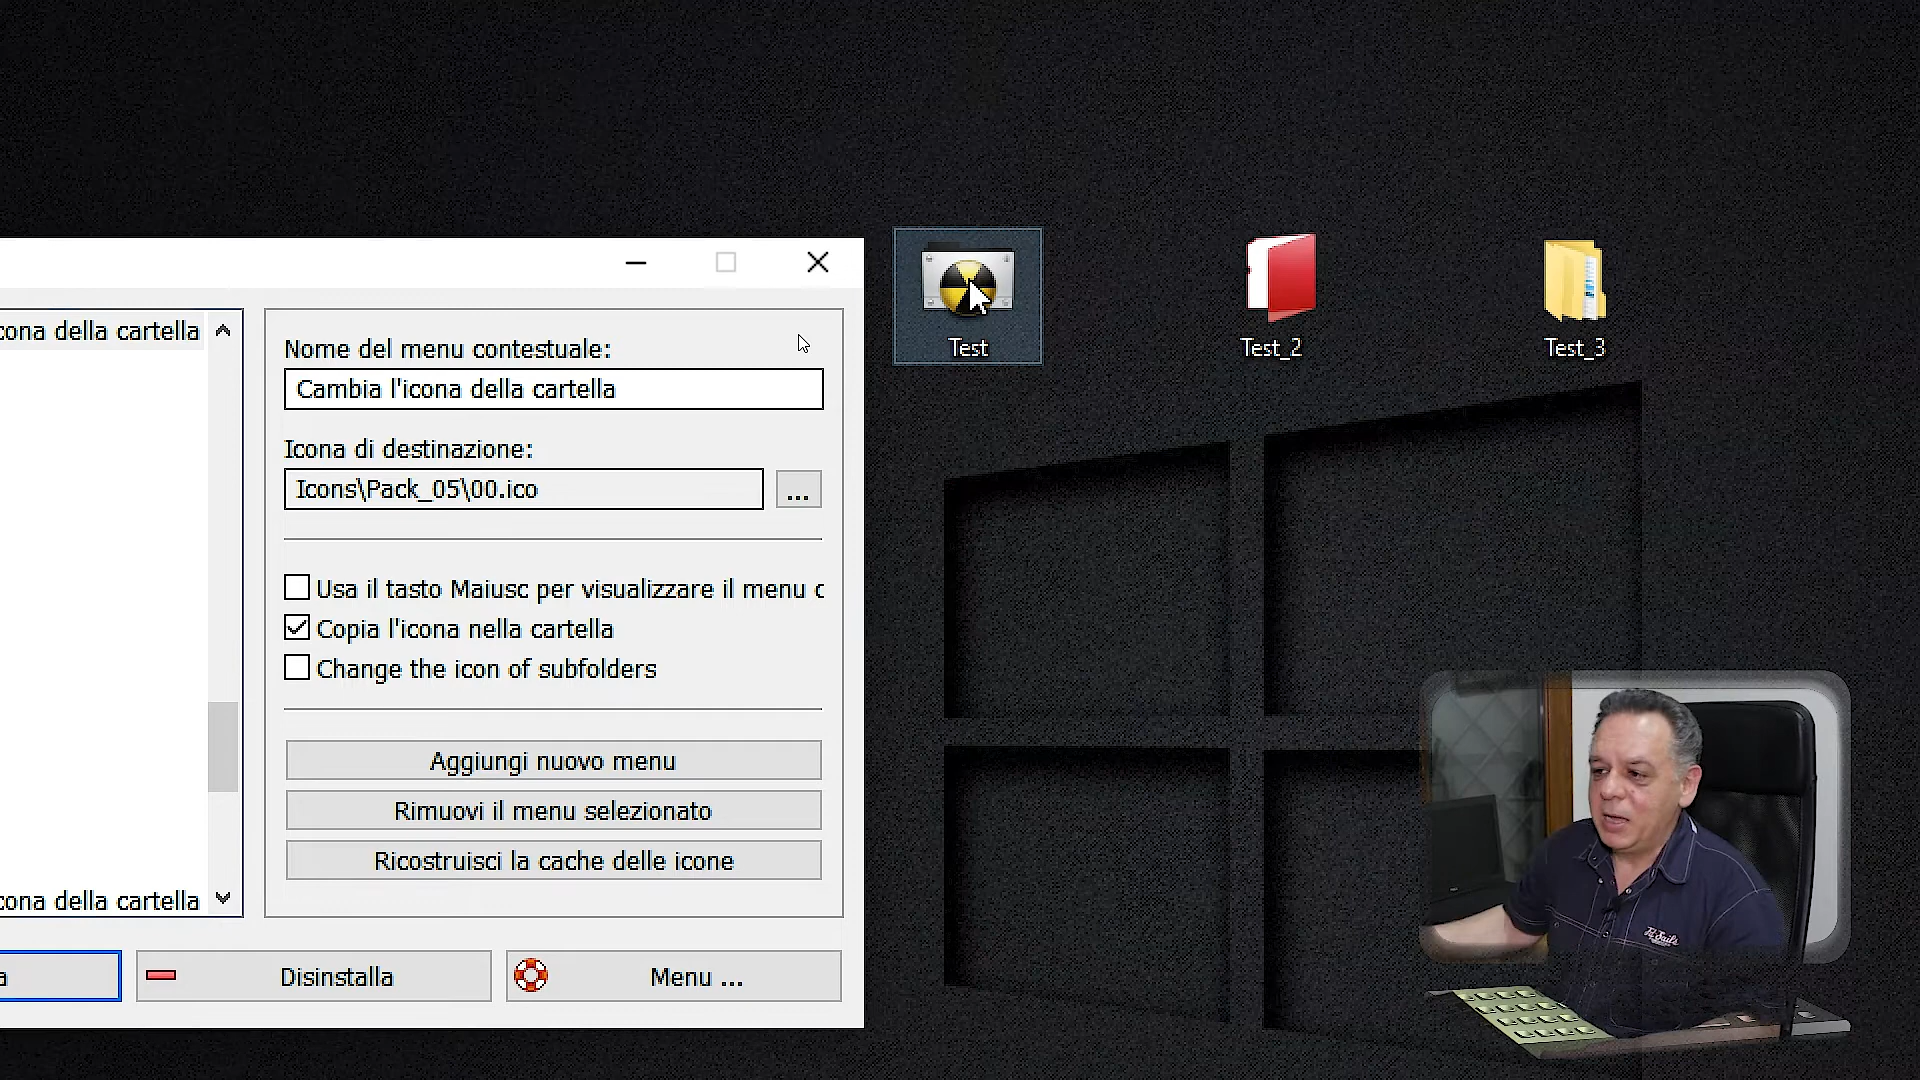 cona della cartella
Nome del menu contestuale:
Cambia l'icona della cartella
Icona di destinazione:
Icons\Pack_05\00.ico
...
Usa il tasto Maiusc per visualizzare il menu c
Copia l'icona nella cartella
Change the icon of subfolders
Aggiungi nuovo menu
Rimuovi il menu selezionato
Ricostruisci la cache delle icone
cona della cartella
a
Disinstalla
Menu ...
Test
Test_2
Test_3